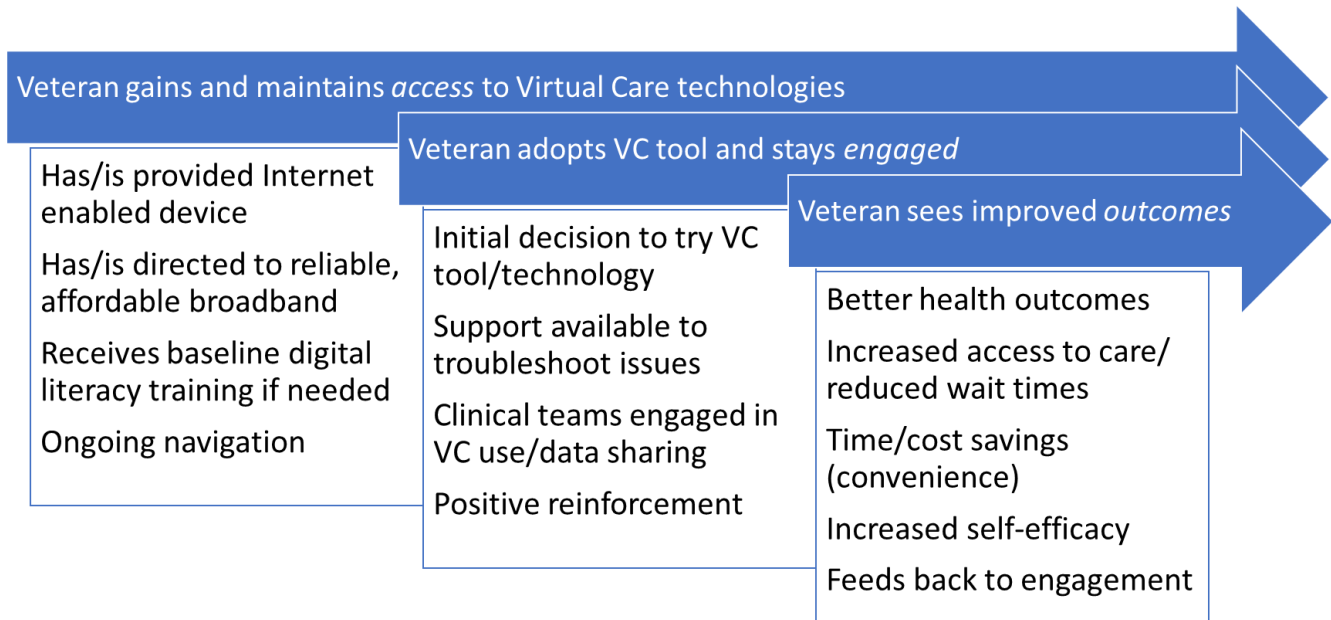 Veteran gains and maintains access to Virtual Care technologies
Has/is provided Internet
enabled device
Has/is directed to reliable,
affordable broadband
Receives baseline digital
literacy training if needed
Ongoing navigation
Veteran adopts VC tool and stays engaged
Initial decision to try VC
tool/technology
Support available to
troubleshoot issues
Clinical teams engaged in
VC use/data sharing
Positive reinforcement
Veteran sees improved outcomes
Better health outcomes
Increased access to care/
reduced wait times
Time/cost savings
(convenience)
Increased self-efficacy
Feeds back to engagement